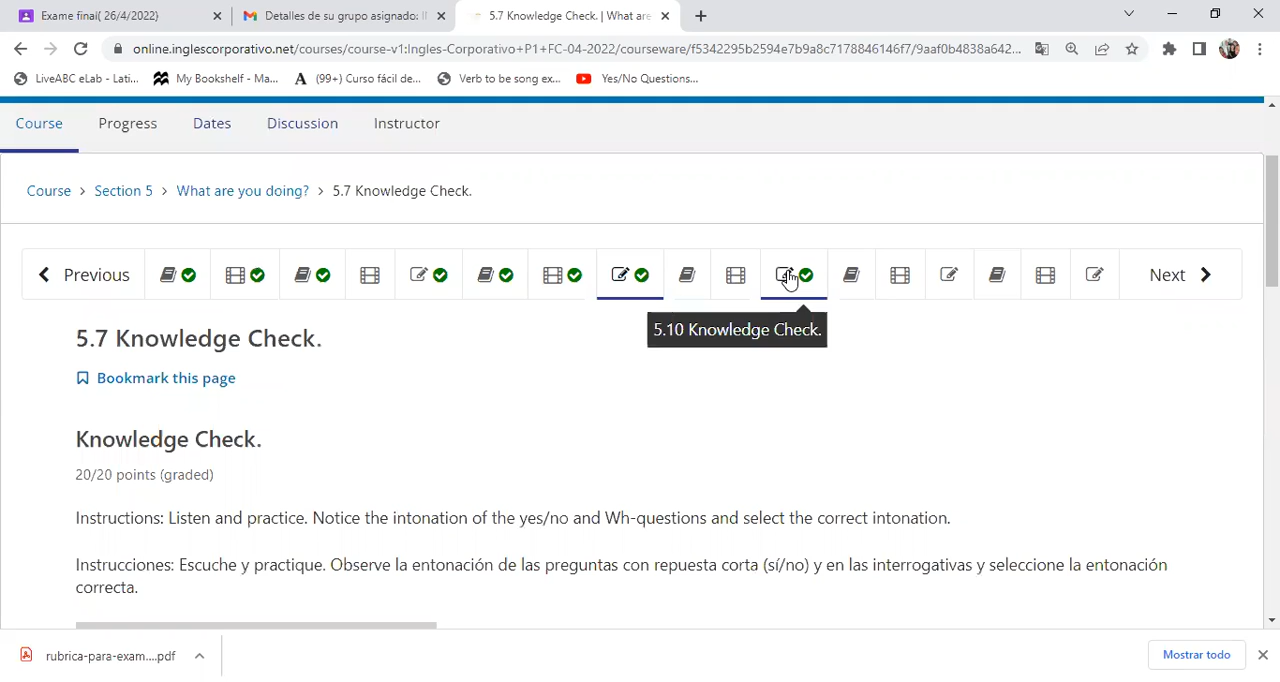 Exame final( 26/4/2022)
Detalles de su grupo asignado: I
5.7 Knowledge Check. | What are
online.inglescorporativo.net/courses/course-v1:Ingles-Corporativo+P1+FC-04-2022/courseware/f5342295b2594e7b9a8c7178846146f7/9aaf0b4838a642...
LiveABC eLab - Lati...
My Bookshelf - Ma...
(99+) Curso fácil de...
Verb to be song ex...
Yes/No Questions...
Course
Progress
Dates
Discussion
Instructor
Course > Section 5 > What are you doing? > 5.7 Knowledge Check.
Previous
Next
5.10 Knowledge Check.
5.7 Knowledge Check.
Bookmark this page
Knowledge Check.
20/20 points (graded)
Instructions: Listen and practice. Notice the intonation of the yes/no and Wh-questions and select the correct intonation.
Instrucciones: Escuche y practique. Observe la entonación de las preguntas con repuesta corta (sí/no) y en las interrogativas y seleccione la entonación
correcta.
rubrica-para-exam....pdf
Mostrar todo